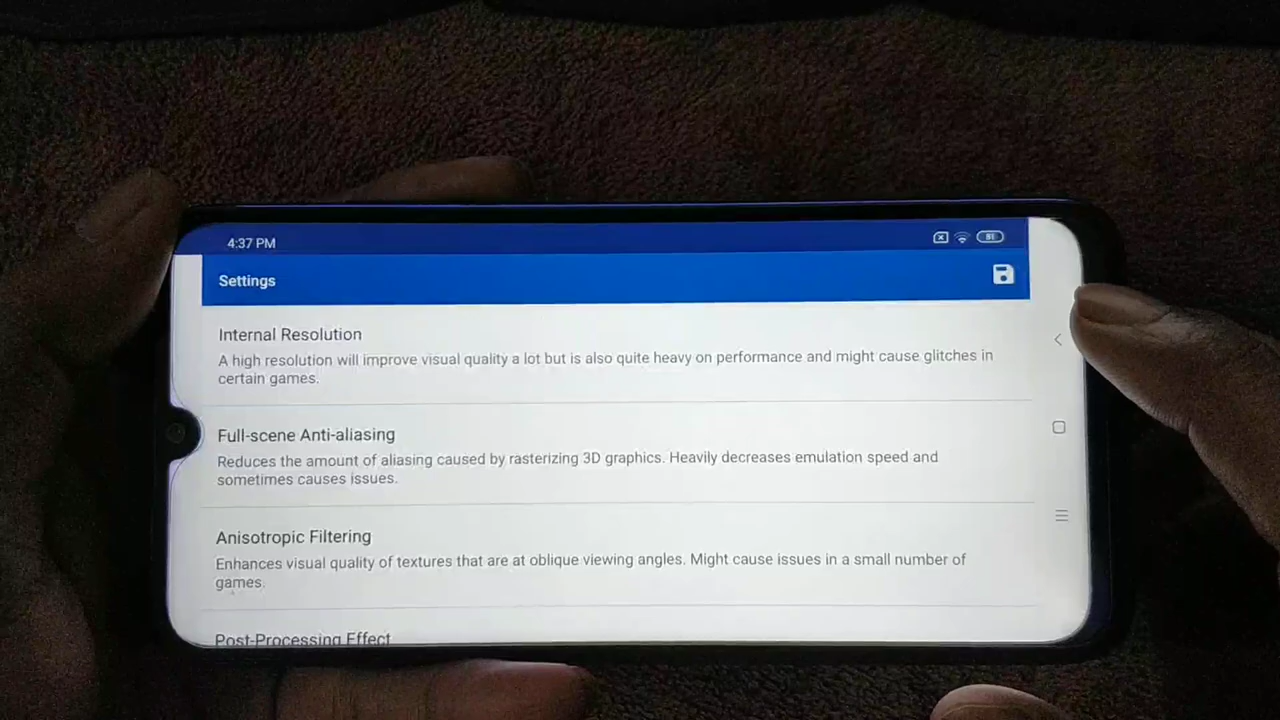 4:37 PM
81
Settings
Internal Resolution
A high resolution will improve visual quality a lot but is also quite heavy on performance and might cause glitches in
certain games.
Full-scene Anti-aliasing
Reduces the amount of aliasing caused by rasterizing 3D graphics. Heavily decreases emulation speed and
sometimes causes issues.
Anisotropic Filtering
Enhances visual quality of textures that are at oblique viewing angles. Might cause issues in a small number of
games.
Post-Processing Effect